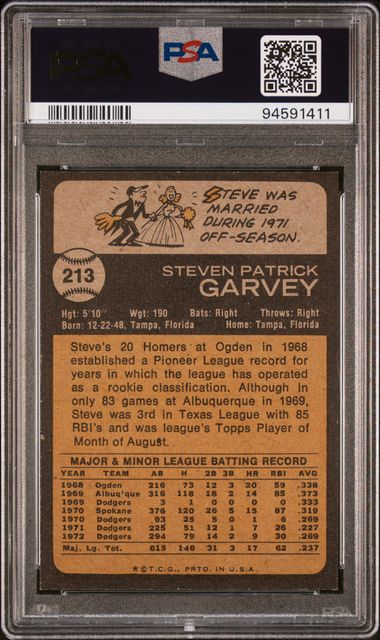 PSA
PSA
94591411
STEVE WAS
MARRIED
DURING 1971
OFF-SEASON.
213
STEVEN PATRICK
GARVEY
Hgt: 5'10" Wgt: 190 Bats: Right Throws: Right
Born: 12-22-48, Tampa, Florida Home: Tampa, Florida
Steve's 20 Homers at Ogden in 1968
established a Pioneer League record for
years in which the league has operated
as a rookie classification. Although in
only 83 games at Albuquerque in 1969,
Steve was 3rd in Texas League with 85
RBI's and was league's Topps Player of
Month of August.
MAJOR & MINOR LEAGUE BATTING RECORD
YEAR TEAM AB H 2B 3B HR RBI AVG
1968 Ogden 216 73 12 3 20 59 .338
1969 Albuq'que 316 118 18 2 14 85 .373
1969 Dodgers 3 1 0 0 0 0 .333
1970 Spokane 376 120 26 5 15 87 .319
1970 Dodgers 93 25 5 0 1 6 .269
1971 Dodgers 225 51 12 1 7 26 .227
1972 Dodgers 294 79 14 2 9 30 .269
Maj. Lg. Tot. 615 146 31 3 17 62 .237
★©T.C.G., PRTD. IN U.S.A.